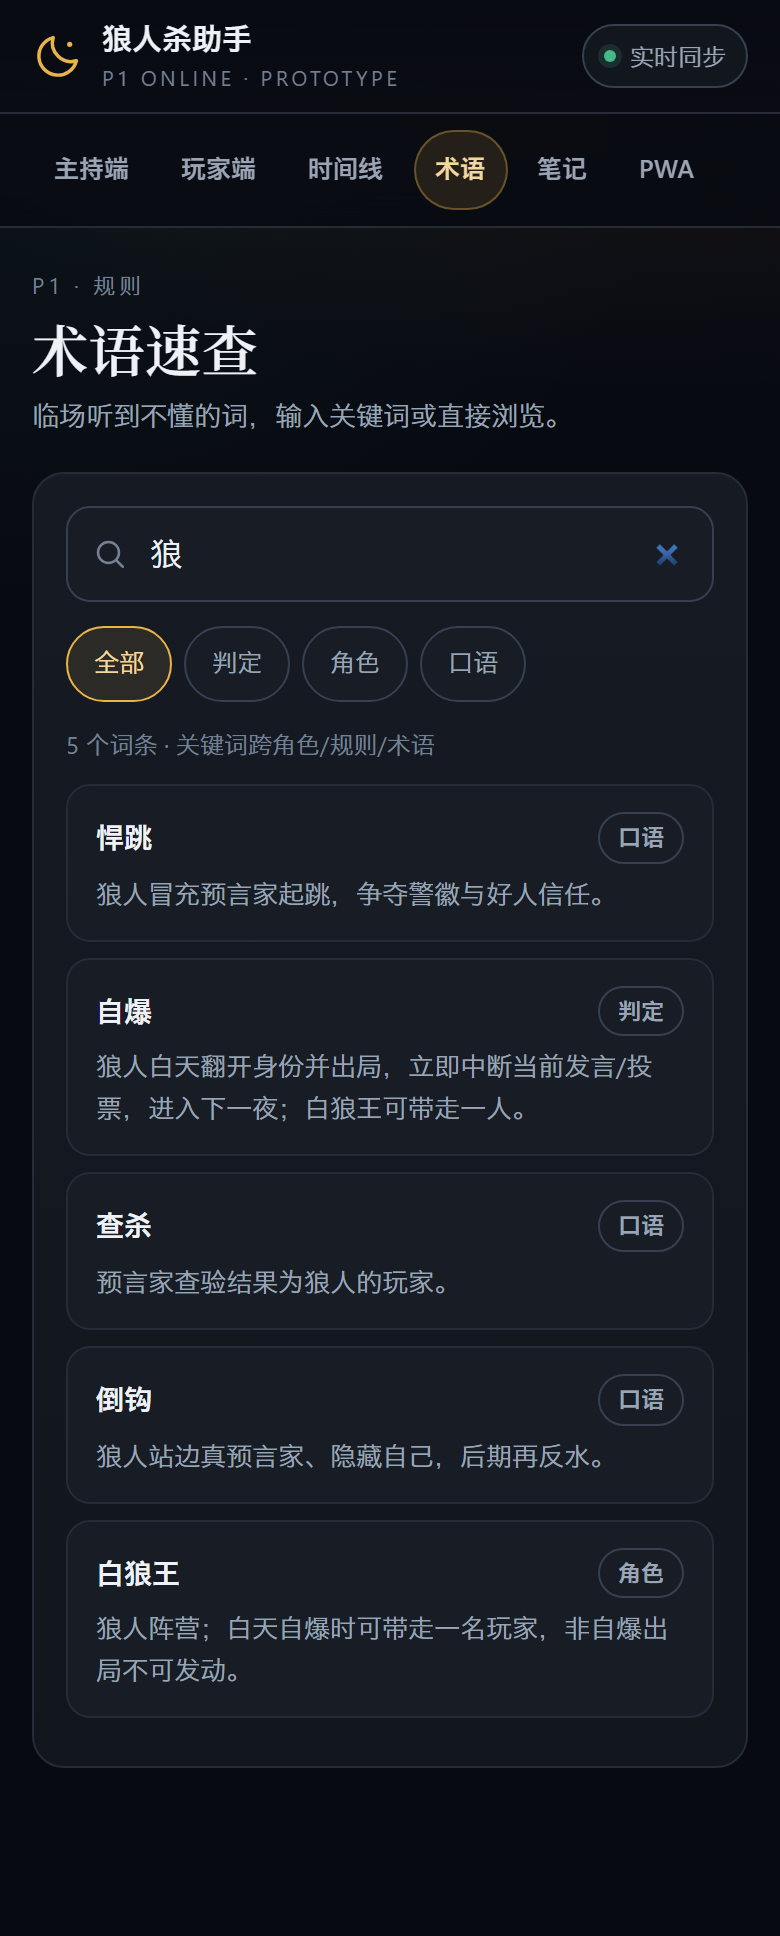 狼人杀助手
P1 ONLINE · PROTOTYPE
实时同步
主持端 玩家端 时间线 术语 笔记 PWA
P1 · 规则
术语速查
临场听到不懂的词，输入关键词或直接浏览。
狼
全部 判定 角色 口语
5 个词条 · 关键词跨角色/规则/术语
悍跳 口语
狼人冒充预言家起跳，争夺警徽与好人信任。
自爆 判定
狼人白天翻开身份并出局，立即中断当前发言/投
票，进入下一夜；白狼王可带走一人。
查杀 口语
预言家查验结果为狼人的玩家。
倒钩 口语
狼人站边真预言家、隐藏自己，后期再反水。
白狼王 角色
狼人阵营；白天自爆时可带走一名玩家，非自爆出
局不可发动。